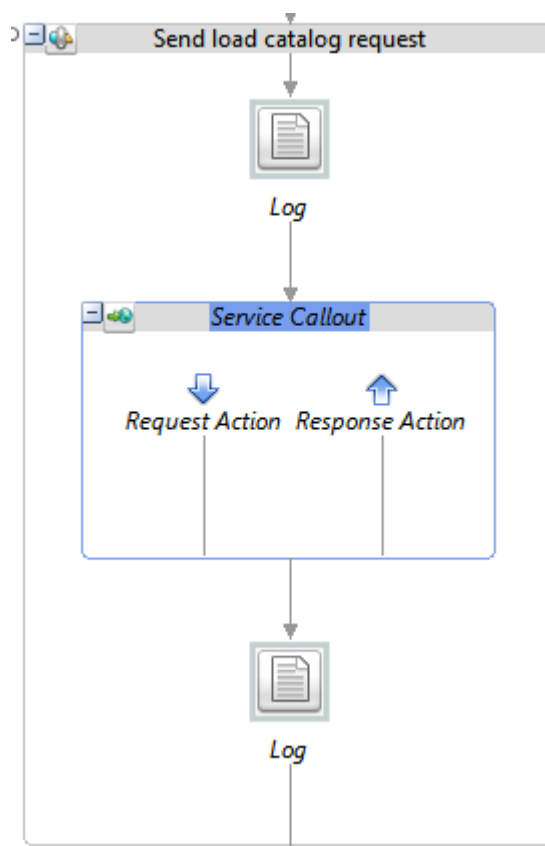 Send load catalog request
Log
Service Callout
Request Action Response Action
Log